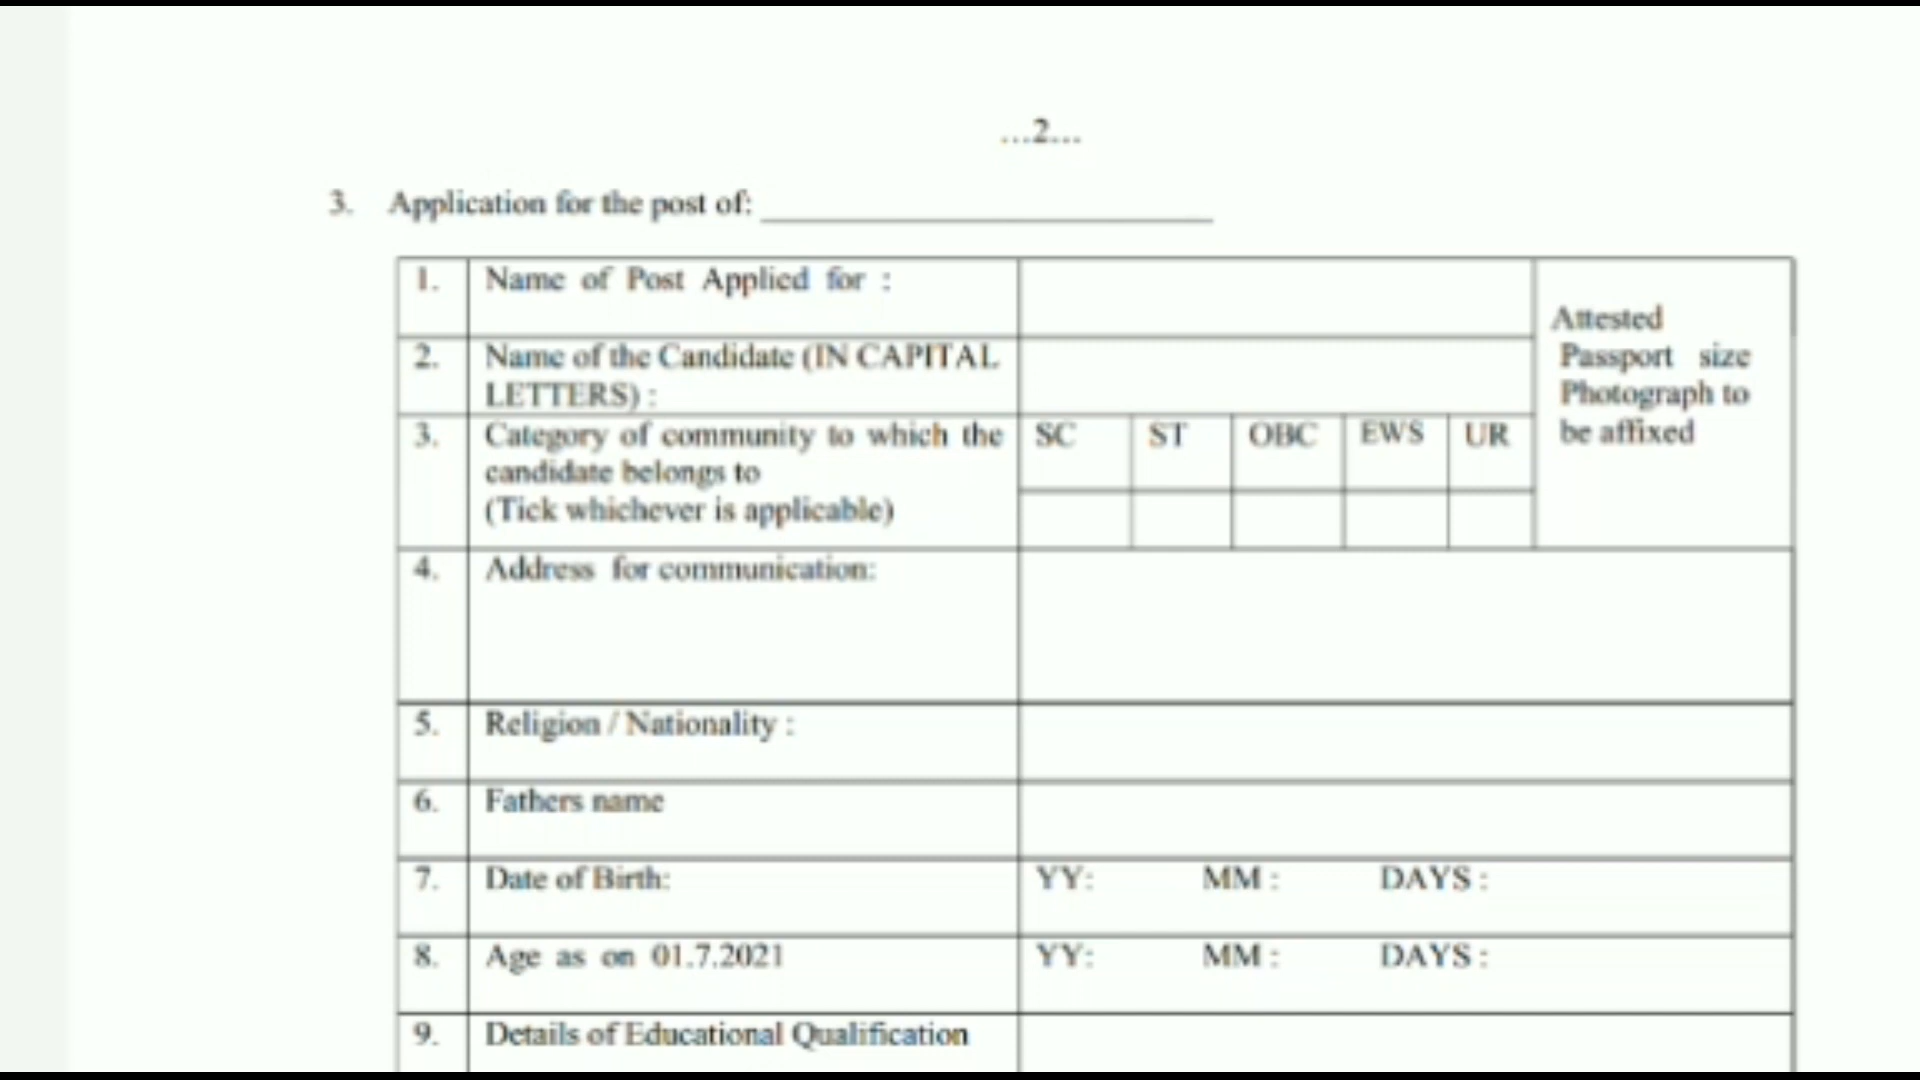 ...2...
3. Application for the post of: ____________________
1. Name of Post Applied for :
Attested
Passport size
Photograph to
be affixed
2. Name of the Candidate (IN CAPITAL
LETTERS) :
3. Category of community to which the
candidate belongs to
(Tick whichever is applicable)
SC ST OBC EWS UR
4. Address for communication:
5. Religion / Nationality :
6. Fathers name
7. Date of Birth: YY: MM : DAYS :
8. Age as on 01.7.2021 YY: MM : DAYS :
9. Details of Educational Qualification